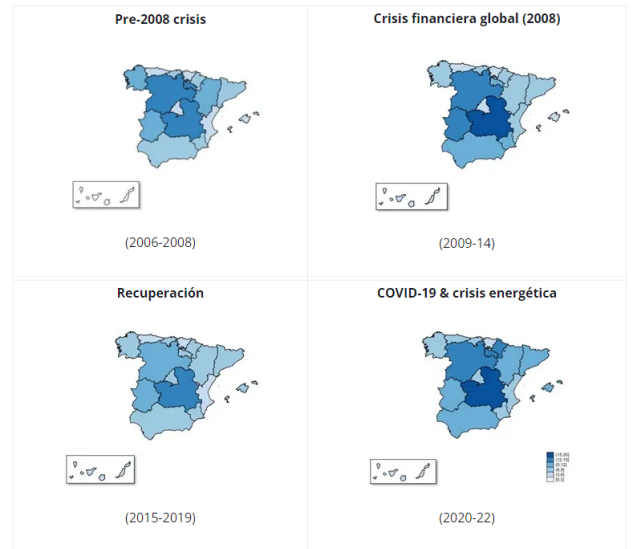 Pre-2008 crisis
Crisis financiera global (2008)
(2006-2008)
(2009-14)
Recuperación
COVID-19 & crisis energética
(2015-2019)
(2020-22)